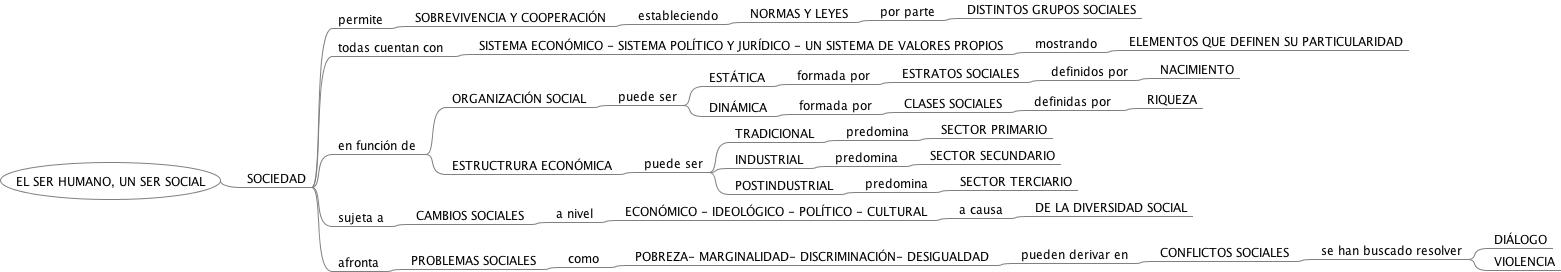 permite SOBREVIVENCIA Y COOPERACIÓN estableciendo NORMAS Y LEYES por parte DISTINTOS GRUPOS SOCIALES
todas cuentan con SISTEMA ECONÓMICO - SISTEMA POLÍTICO Y JURÍDICO - UN SISTEMA DE VALORES PROPIOS mostrando ELEMENTOS QUE DEFINEN SU PARTICULARIDAD
ESTÁTICA formada por ESTRATOS SOCIALES definidos por NACIMIENTO
ORGANIZACIÓN SOCIAL puede ser
DINÁMICA formada por CLASES SOCIALES definidas por RIQUEZA
en función de
TRADICIONAL predomina SECTOR PRIMARIO
ESTRUCTRURA ECONÓMICA puede ser INDUSTRIAL predomina SECTOR SECUNDARIO
POSTINDUSTRIAL predomina SECTOR TERCIARIO
EL SER HUMANO, UN SER SOCIAL SOCIEDAD
sujeta a CAMBIOS SOCIALES a nivel ECONÓMICO - IDEOLÓGICO - POLÍTICO - CULTURAL a causa DE LA DIVERSIDAD SOCIAL
afronta PROBLEMAS SOCIALES como POBREZA- MARGINALIDAD- DISCRIMINACIÓN- DESIGUALDAD pueden derivar en CONFLICTOS SOCIALES se han buscado resolver DIÁLOGO
VIOLENCIA